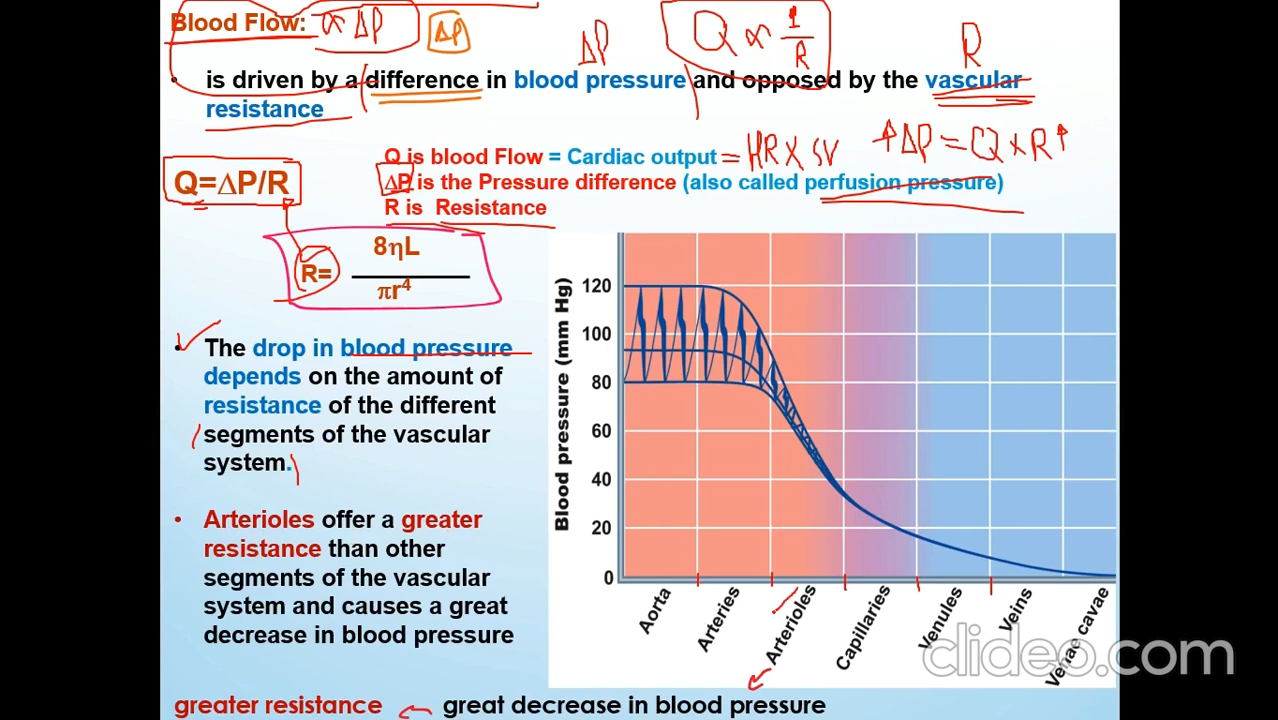 Blood Flow: ∝ ΔP ΔP
ΔP
Q ∝ 1/R
R
• is driven by a difference in blood pressure and opposed by the vascular
resistance
Q is blood Flow = Cardiac output = HR X SV
↑ΔP = Q × R↑
Q=ΔP/R
ΔP is the Pressure difference (also called perfusion pressure)
R is Resistance
R= 8ηL
πr⁴
• The drop in blood pressure
depends on the amount of
resistance of the different
segments of the vascular
system.
• Arterioles offer a greater
resistance than other
segments of the vascular
system and causes a great
decrease in blood pressure
greater resistance great decrease in blood pressure
Blood pressure (mm Hg)
120
100
80
60
40
20
0
Aorta
Arteries
Arterioles
Capillaries
Venules
Veins
Venae cavae
clideo.com